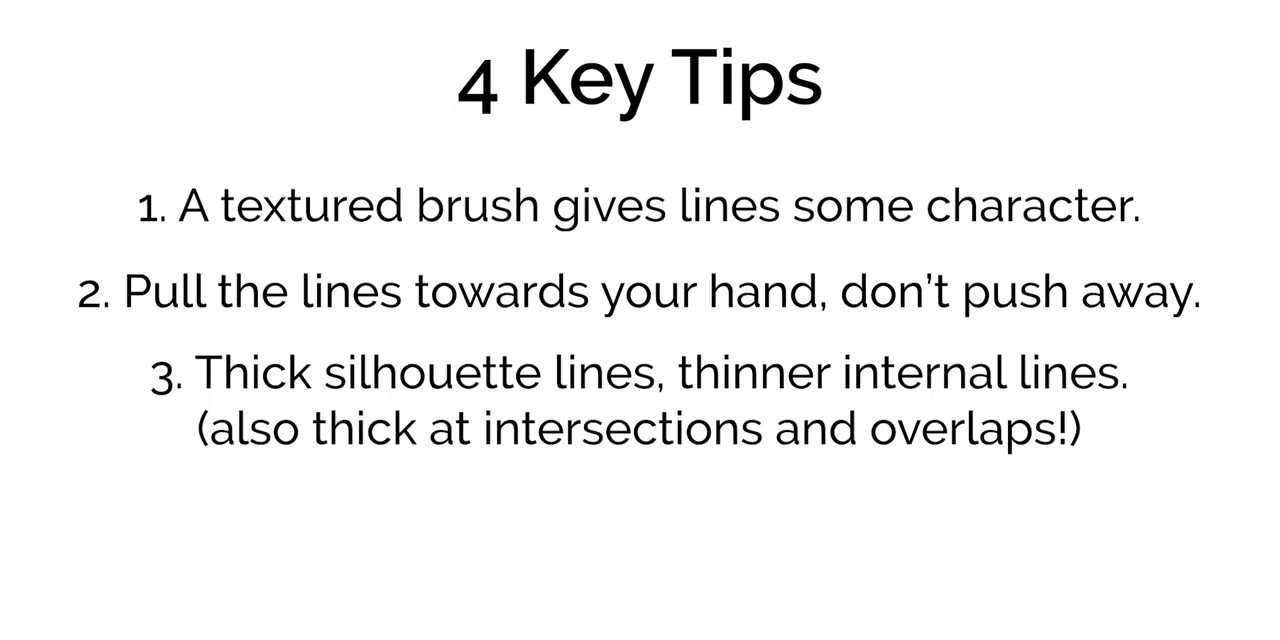 4 Key Tips
1. A textured brush gives lines some character.
2. Pull the lines towards your hand, don’t push away.
3. Thick silhouette lines, thinner internal lines.
(also thick at intersections and overlaps!)